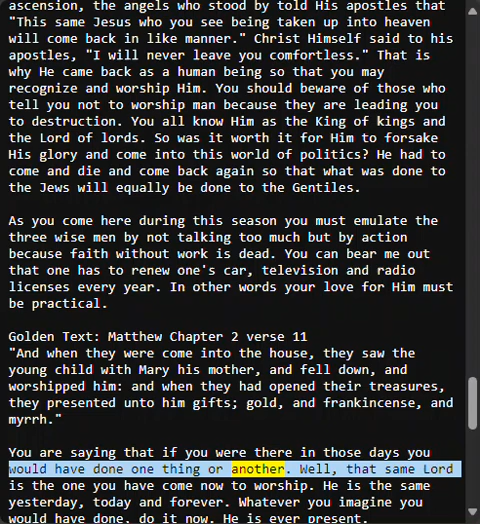 ascension, the angels who stood by told His apostles that
"This same Jesus who you see being taken up into heaven
will come back in like manner." Christ Himself said to his
apostles, "I will never leave you comfortless." That is
why He came back as a human being so that you may
recognize and worship Him. You should beware of those who
tell you not to worship man because they are leading you
to destruction. You all know Him as the King of kings and
the Lord of lords. So was it worth it for Him to forsake
His glory and come into this world of politics? He had to
come and die and come back again so that what was done to
the Jews will equally be done to the Gentiles.
As you come here during this season you must emulate the
three wise men by not talking too much but by action
because faith without work is dead. You can bear me out
that one has to renew one's car, television and radio
licenses every year. In other words your love for Him must
be practical.
Golden Text: Matthew Chapter 2 verse 11
"And when they were come into the house, they saw the
young child with Mary his mother, and fell down, and
worshipped him: and when they had opened their treasures,
they presented unto him gifts; gold, and frankincense, and
myrrh."
You are saying that if you were there in those days you
would have done one thing or another. Well, that same Lord
is the one you have come now to worship. He is the same
yesterday, today and forever. Whatever you imagine you
would have done, do it now. He is ever present.